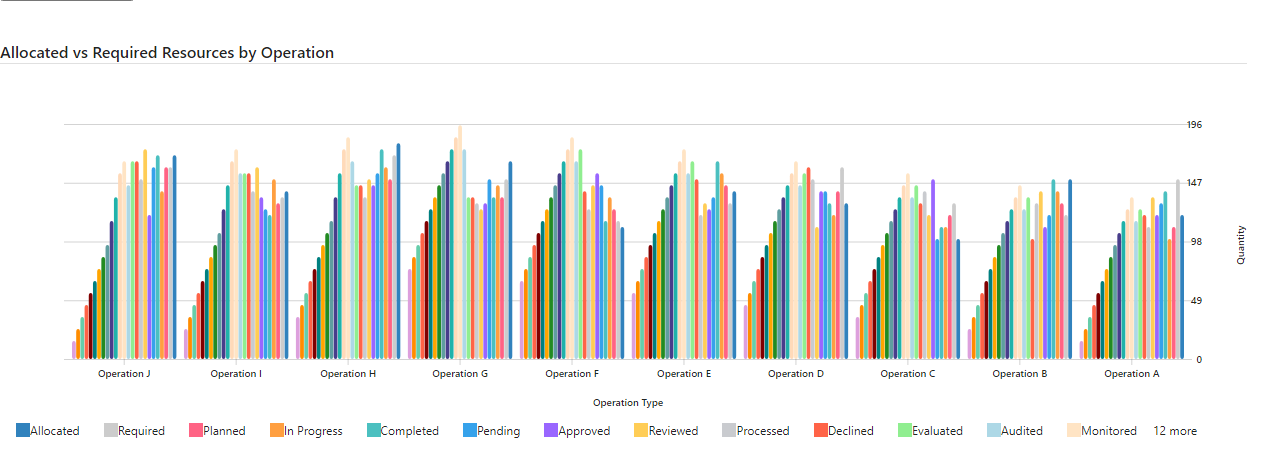 Allocated vs Required Resources by Operation
196
147
98
49
0
Quantity
Operation J Operation I Operation H Operation G Operation F Operation E Operation D Operation C Operation B Operation A
Operation Type
Allocated Required Planned In Progress Completed Pending Approved Reviewed Processed Declined Evaluated Audited Monitored 12 more